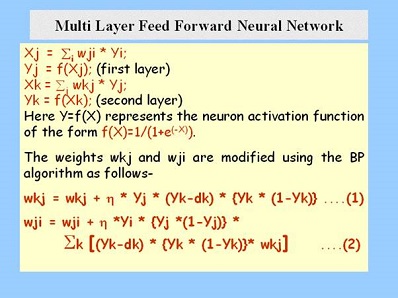 Multi Layer Feed Forward Neural Network
Xj = Σi wji * Yi;
Yj = f(Xj); (first layer)
Xk = Σj wkj * Yj;
Yk = f(Xk); (second layer)
Here Y=f(X) represents the neuron activation function
of the form f(X)=1/(1+e(-X)).
The weights wkj and wji are modified using the BP
algorithm as follows-
wkj = wkj + η * Yj * (Yk-dk) * {Yk * (1-Yk)} ....(1)
wji = wji + η *Yi * {Yj *(1-Yj)} *
Σk [(Yk-dk) * {Yk * (1-Yk)}* wkj] ....(2)